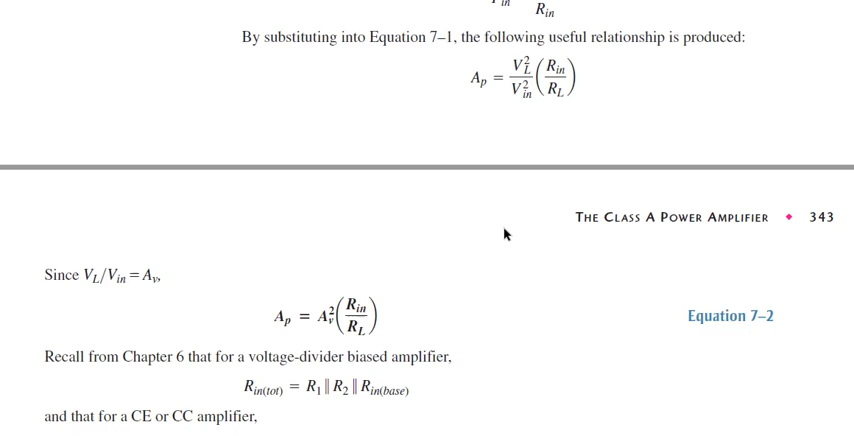 in R_in
By substituting into Equation 7–1, the following useful relationship is produced:
A_p = V_L^2 / V_in^2 (R_in / R_L)
THE CLASS A POWER AMPLIFIER ◆ 343
Since V_L/V_in = A_v,
A_p = A_v^2 (R_in / R_L) Equation 7–2
Recall from Chapter 6 that for a voltage-divider biased amplifier,
R_in(tot) = R_1 ∥ R_2 ∥ R_in(base)
and that for a CE or CC amplifier,